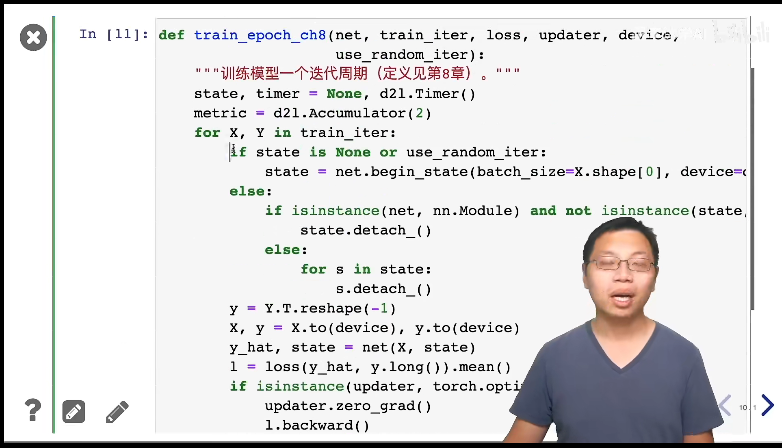 In [11]: def train_epoch_ch8(net, train_iter, loss, updater, device,
use_random_iter):
"""训练模型一个迭代周期（定义见第8章）。"""
state, timer = None, d2l.Timer()
metric = d2l.Accumulator(2)
for X, Y in train_iter:
if state is None or use_random_iter:
state = net.begin_state(batch_size=X.shape[0], device=
else:
if isinstance(net, nn.Module) and not isinstance(state,
state.detach_()
else:
for s in state:
s.detach_()
y = Y.T.reshape(-1)
X, y = X.to(device), y.to(device)
y_hat, state = net(X, state)
l = loss(y_hat, y.long()).mean()
if isinstance(updater, torch.opti
updater.zero_grad()
l.backward()
10.1